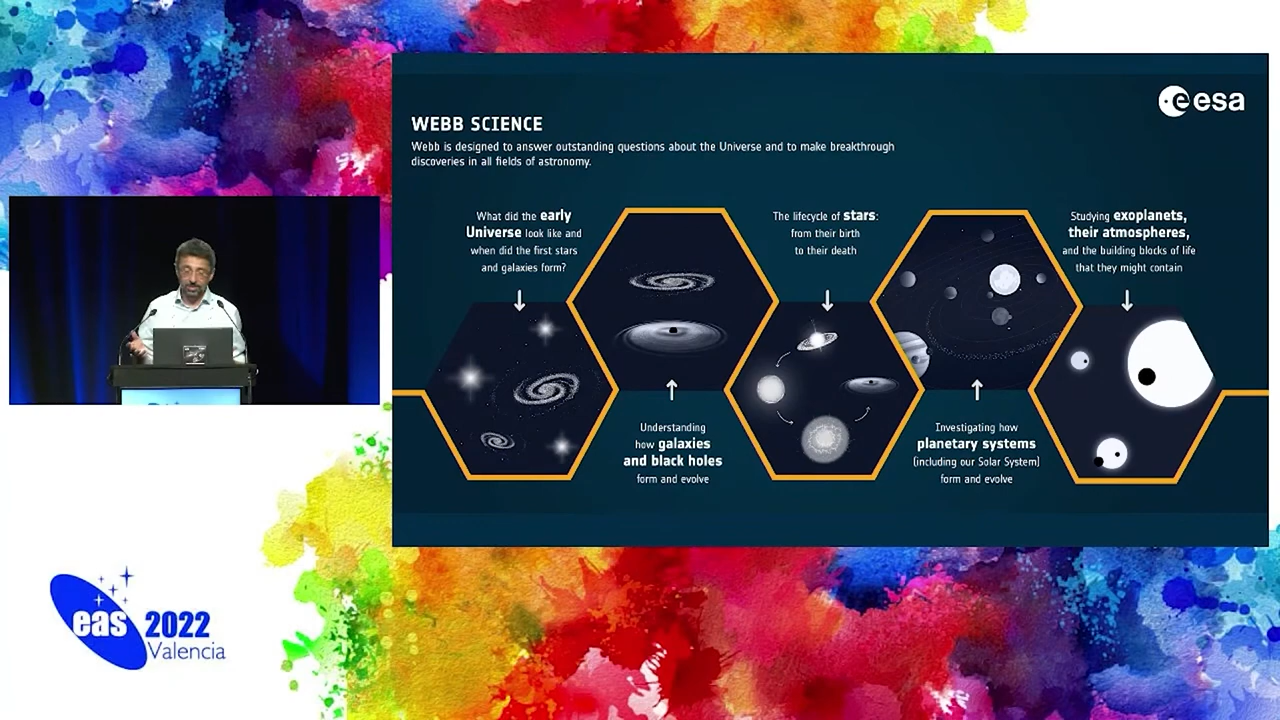 esa
WEBB SCIENCE
Webb is designed to answer outstanding questions about the Universe and to make breakthrough
discoveries in all fields of astronomy.
What did the early
Universe look like and
when did the first stars
and galaxies form?
The lifecycle of stars:
from their birth
to their death
Studying exoplanets,
their atmospheres,
and the building blocks of life
that they might contain
Understanding
how galaxies
and black holes
form and evolve
Investigating how
planetary systems
(including our Solar System)
form and evolve
eas 2022
Valencia